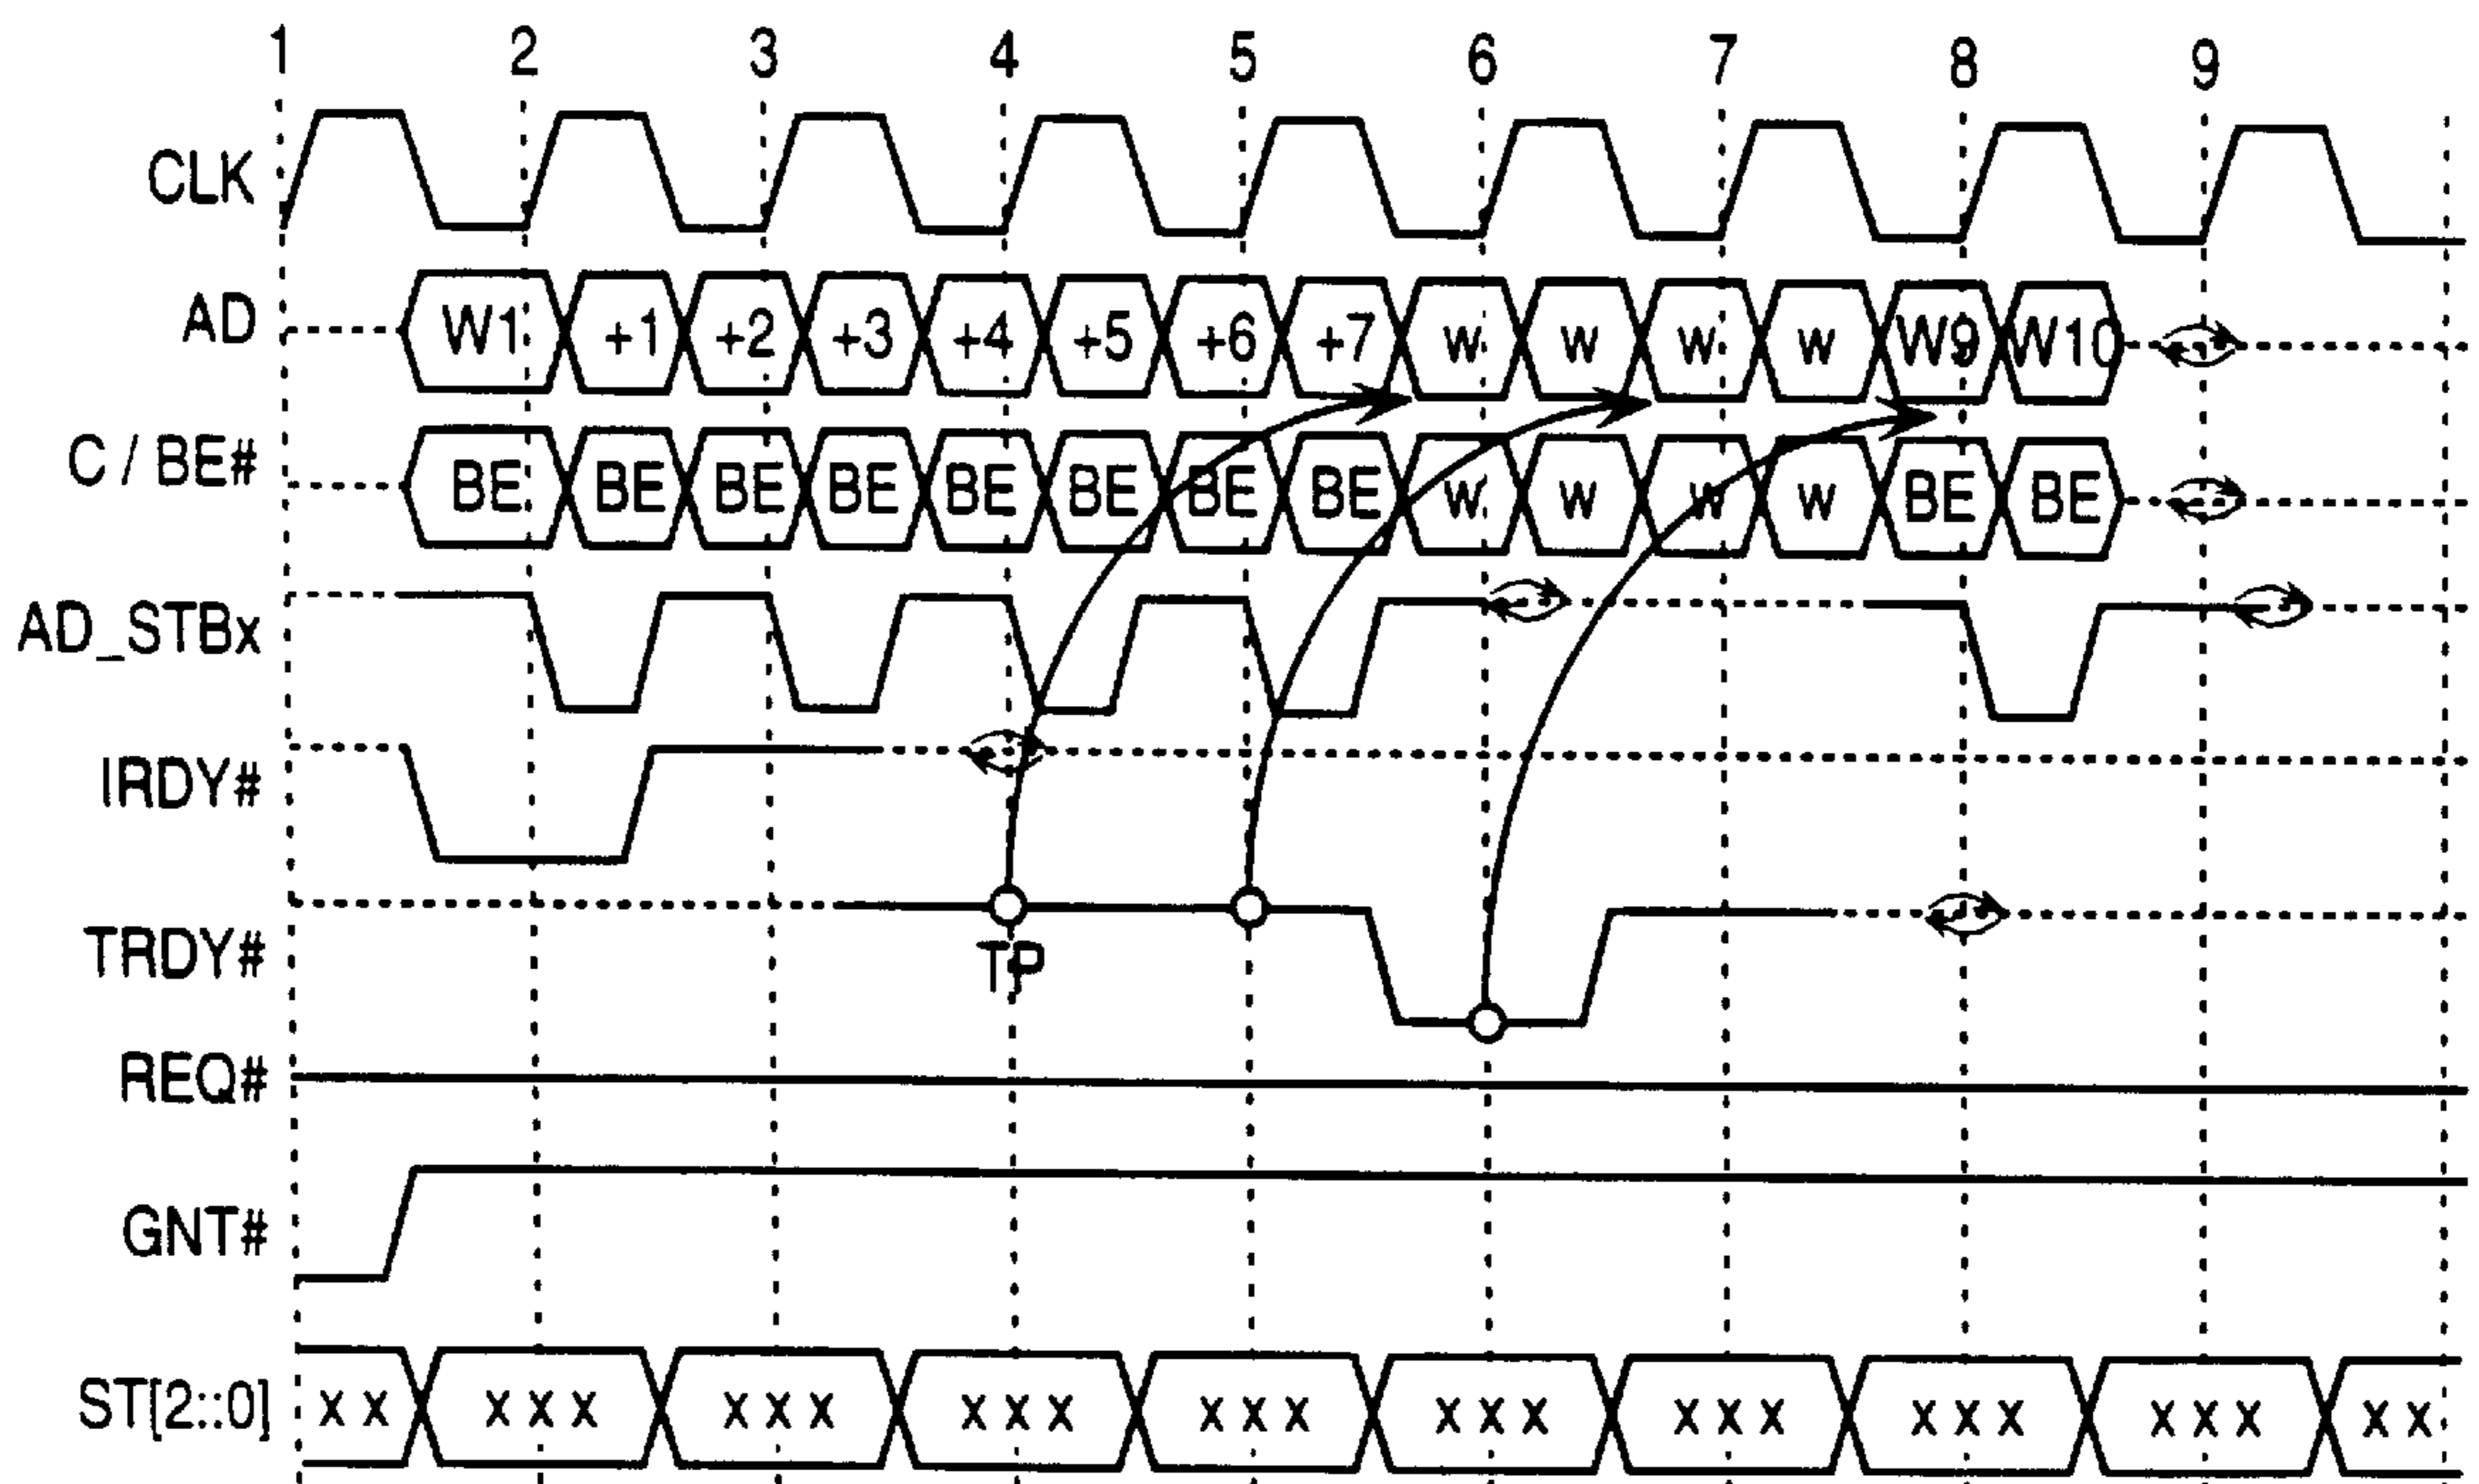 1 2 3 4 5 6 7 8 9
CLK
AD W1 +1 +2 +3 +4 +5 +6 +7 w w w w W9 W10
C / BE# BE BE BE BE BE BE BE BE w w w w BE BE
AD_STBx
IRDY#
TRDY#
TP
REQ#
GNT#
ST[2::0] x x x x x x x x x x x x x x x x x x x x x x x x x x x x